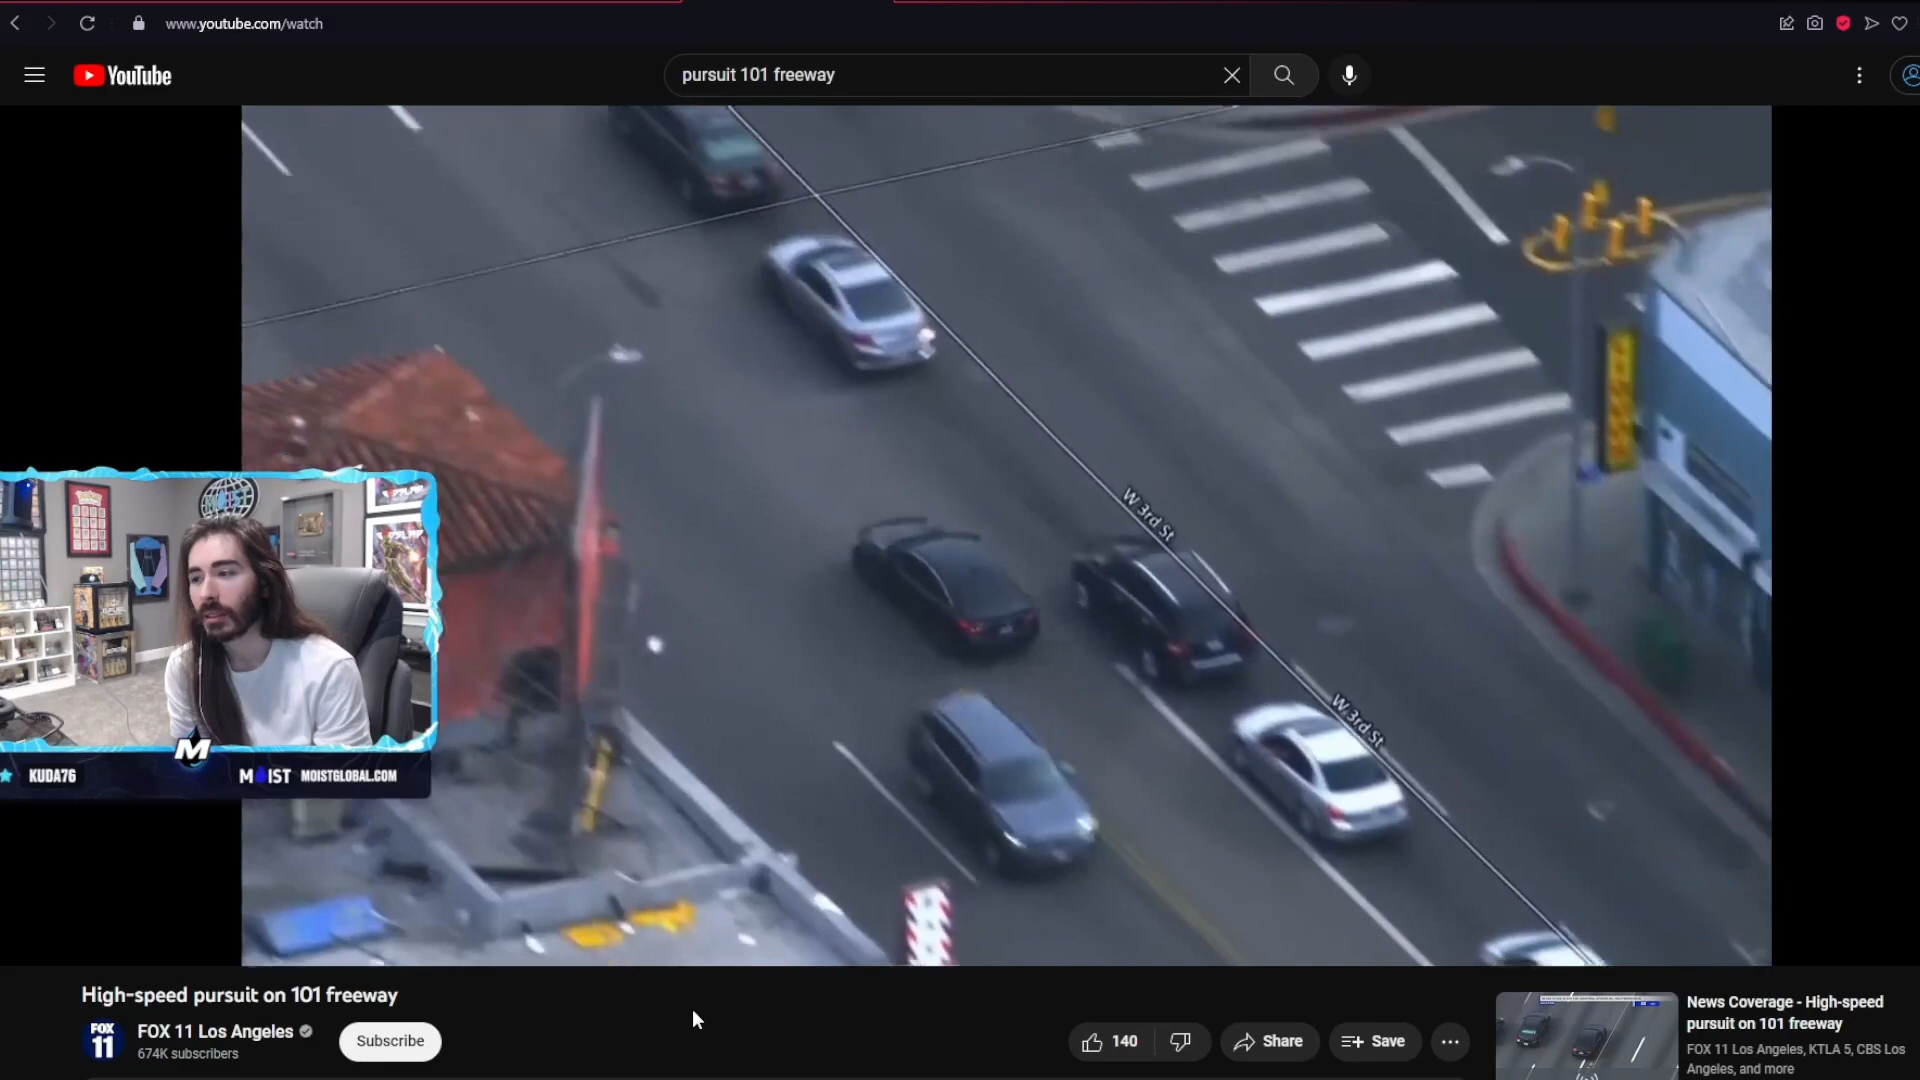 www.youtube.com/watch
YouTube
pursuit 101 freeway
W 3rd St
W 3rd St
M
KUDA76
MOIST
MOISTGLOBAL.COM
High-speed pursuit on 101 freeway
FOX 11
FOX 11 Los Angeles
674K subscribers
Subscribe
140
Share
Save
News Coverage - High-speed
pursuit on 101 freeway
FOX 11 Los Angeles, KTLA 5, CBS Los
Angeles, and more